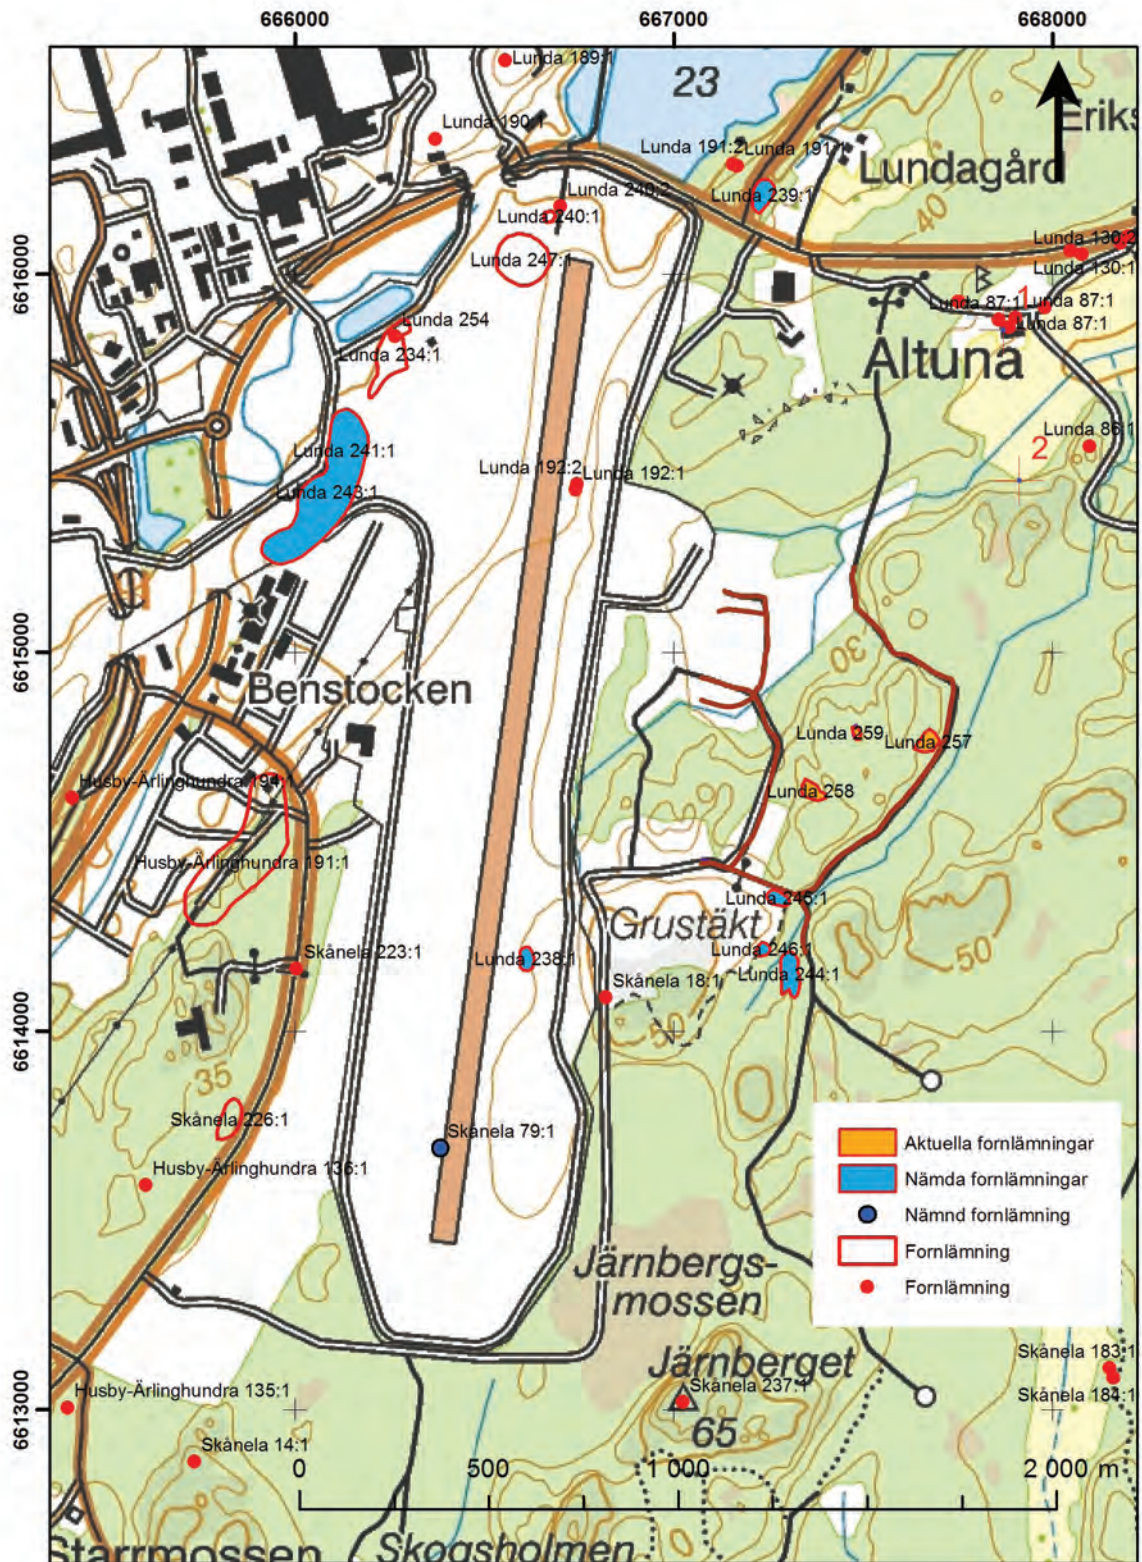 666000
667000
668000
Lunda 189:1
23
Lunda 190:1
Lunda 191:2
Lunda 191:1
Eriks
Lundagård
Lunda 240:2
Lunda 239:1
Lunda 240:1
40
Lunda 130:2
6616000
Lunda 247:1
Lunda 130:1
1
Lunda 87:1
Lunda 87:1
Lunda 254
Lunda 87:1
Lunda 234:1
Altuna
Lunda 86:1
Lunda 241:1
2
Lunda 192:2
Lunda 192:1
Lunda 243:1
6615000
30
Benstocken
Lunda 259
Lunda 257
Husby-Ärlinghundra 194:1
Lunda 258
Husby-Ärlinghundra 191:1
Lunda 245:1
Grustäkt
Skånela 223:1
Lunda 246:1
50
Lunda 238:1
Lunda 244:1
Skånela 18:1
6614000
50
35
Skånela 226:1
Skånela 79:1
Husby-Ärlinghundra 136:1
Aktuella fornlämningar
Nämda fornlämningar
Nämnd fornlämning
Fornlämning
Fornlämning
Järnbergs-
mossen
Järnberget
Skånela 183:1
Husby-Ärlinghundra 135:1
Skånela 237:1
Skånela 184:1
6613000
65
Skånela 14:1
0
500
1 000
2 000 m
Starrmossen
Skogsholmen